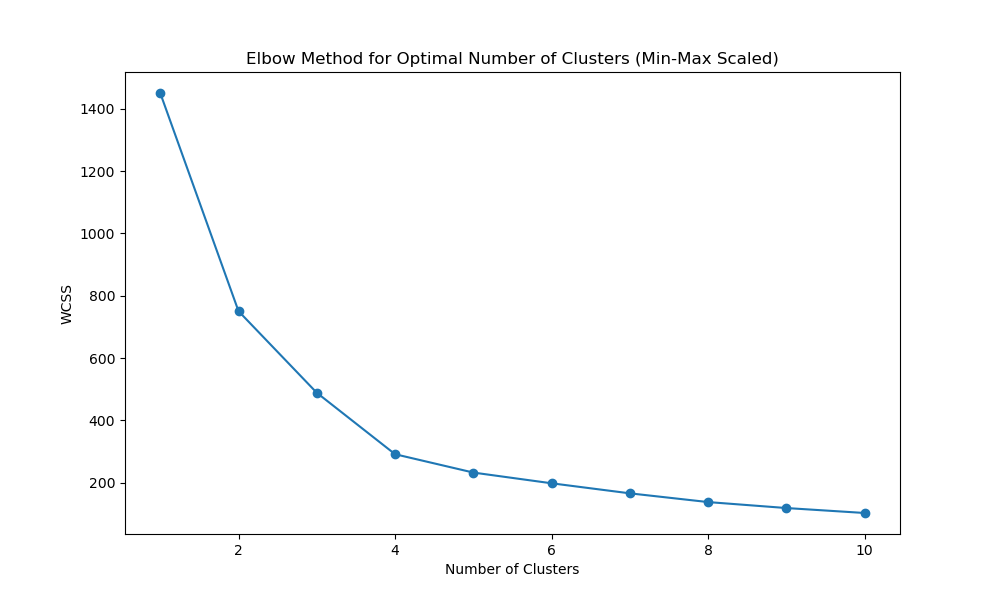 Elbow Method for Optimal Number of Clusters (Min-Max Scaled)
1400
1200
1000
800
600
400
200
WCSS
2 4 6 8 10
Number of Clusters